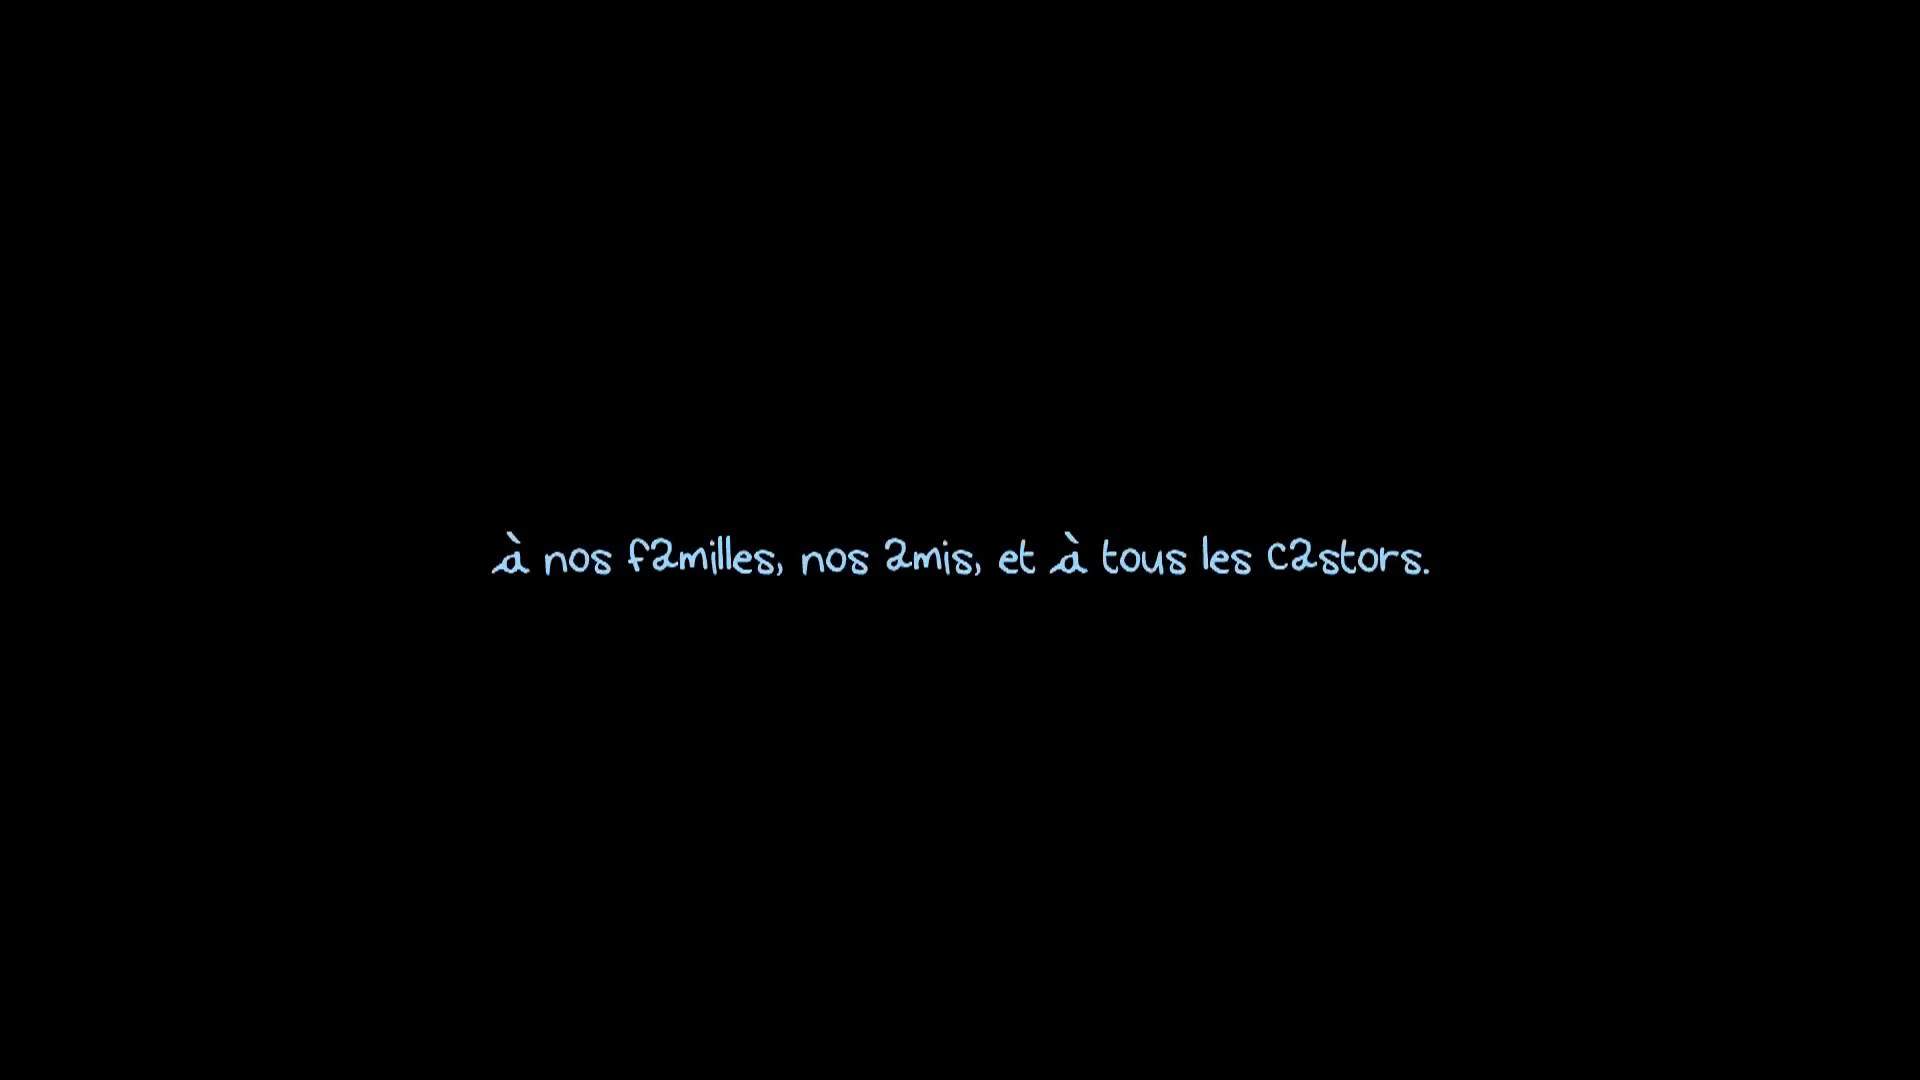 à nos familles, nos amis, et à tous les castors.